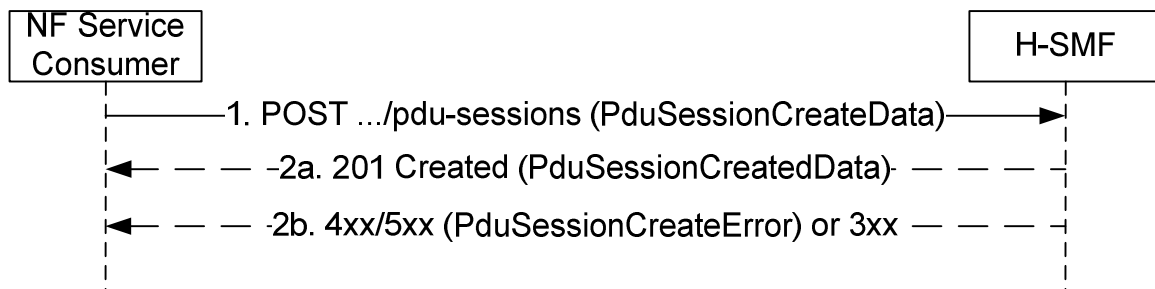 NF Service
Consumer
H-SMF
1. POST .../pdu-sessions (PduSessionCreateData)
2a. 201 Created (PduSessionCreatedData)
2b. 4xx/5xx (PduSessionCreateError) or 3xx